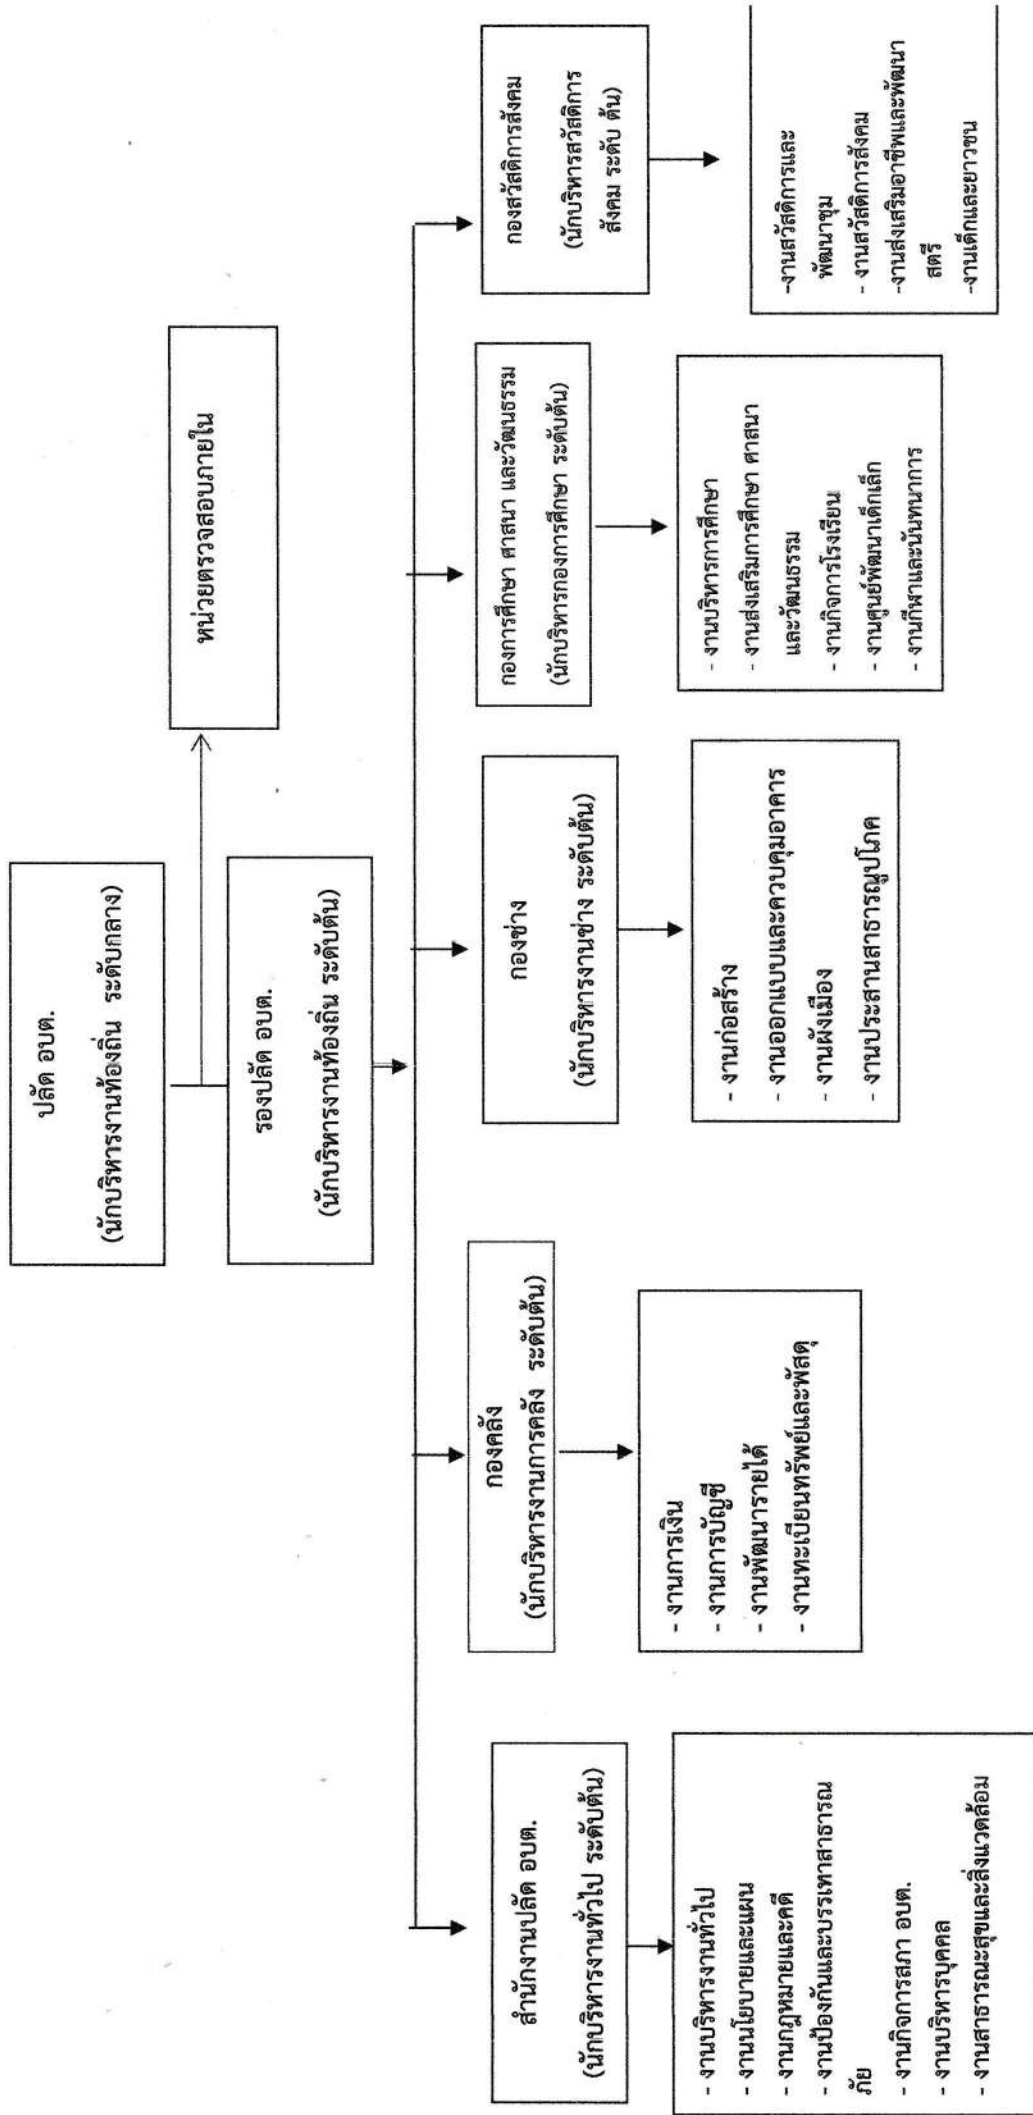 ปลัด อบต.
(นักบริหารงานท้องถิ่น ระดับกลาง)
หน่วยตรวจสอบภายใน
รองปลัด อบต.
(นักบริหารงานท้องถิ่น ระดับต้น)
สำนักงานปลัด อบต.
(นักบริหารงานทั่วไป ระดับต้น)
- งานบริหารงานทั่วไป
- งานนโยบายและแผน
- งานกฎหมายและคดี
- งานป้องกันและบรรเทาสาธารณ
ภัย
- งานกิจการสภา อบต.
- งานบริหารบุคคล
- งานสาธารณะสุขและสิ่งแวดล้อม
กองคลัง
(นักบริหารงานการคลัง ระดับต้น)
- งานการเงิน
- งานการบัญชี
- งานพัฒนารายได้
- งานทะเบียนทรัพย์และพัสดุ
กองช่าง
(นักบริหารงานช่าง ระดับต้น)
- งานก่อสร้าง
- งานออกแบบและควบคุมอาคาร
- งานผังเมือง
- งานประสานสาธารณูปโภค
กองการศึกษา ศาสนา และวัฒนธรรม
(นักบริหารกองการศึกษา ระดับต้น)
- งานบริหารการศึกษา
- งานส่งเสริมการศึกษา ศาสนา
และวัฒนธรรม
- งานกิจการโรงเรียน
- งานศูนย์พัฒนาเด็กเล็ก
- งานกีฬาและนันทนาการ
กองสวัสดิการสังคม
(นักบริหารสวัสดิการ
สังคม ระดับ ต้น)
-งานสวัสดิการและ
พัฒนาชุม
- งานสวัสดิการสังคม
-งานส่งเสริมอาชีพและพัฒนา
สตรี
-งานเด็กและยาวชน